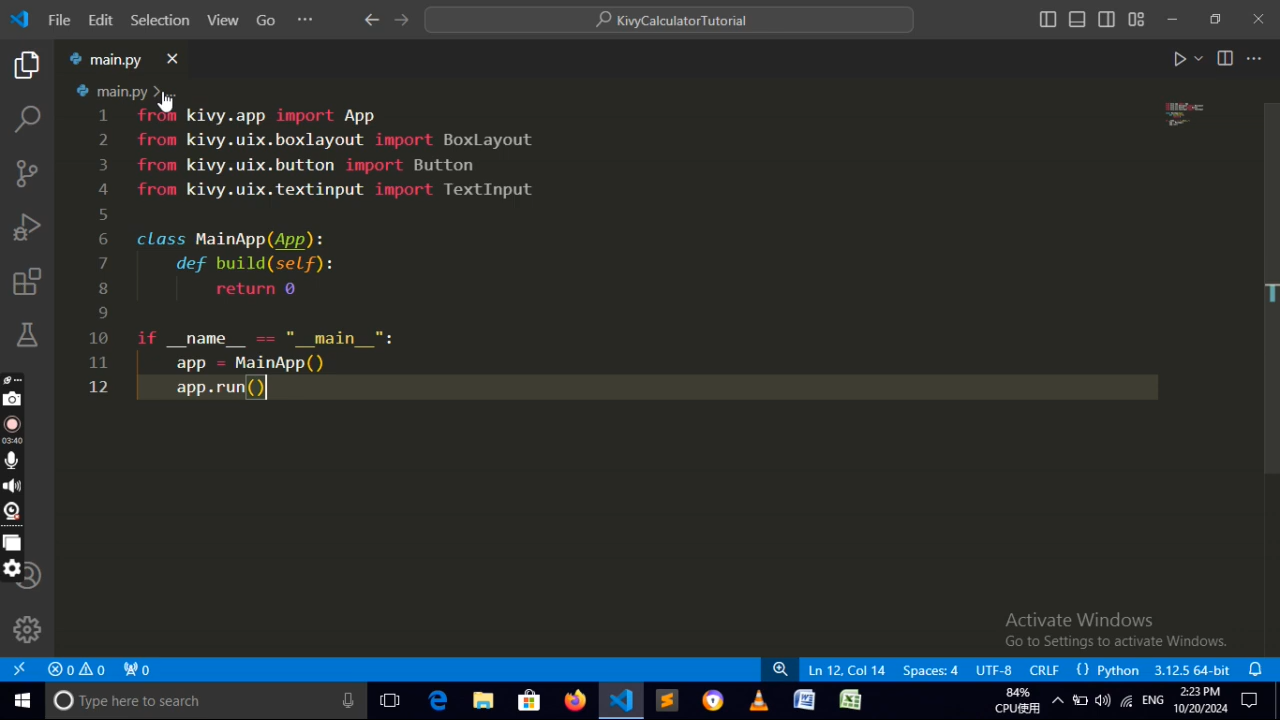 File Edit Selection View Go ··· KivyCalculatorTutorial
main.py
main.py > ...
1 from kivy.app import App
2 from kivy.uix.boxlayout import BoxLayout
3 from kivy.uix.button import Button
4 from kivy.uix.textinput import TextInput
5
6 class MainApp(App):
7 def build(self):
8 return 0
9
10 if __name__ == "__main__":
11 app = MainApp()
12 app.run()
03:40
Activate Windows
Go to Settings to activate Windows.
0 0 0 Ln 12, Col 14 Spaces: 4 UTF-8 CRLF {} Python 3.12.5 64-bit
Type here to search 84% ENG 2:23 PM
CPU使用 10/20/2024